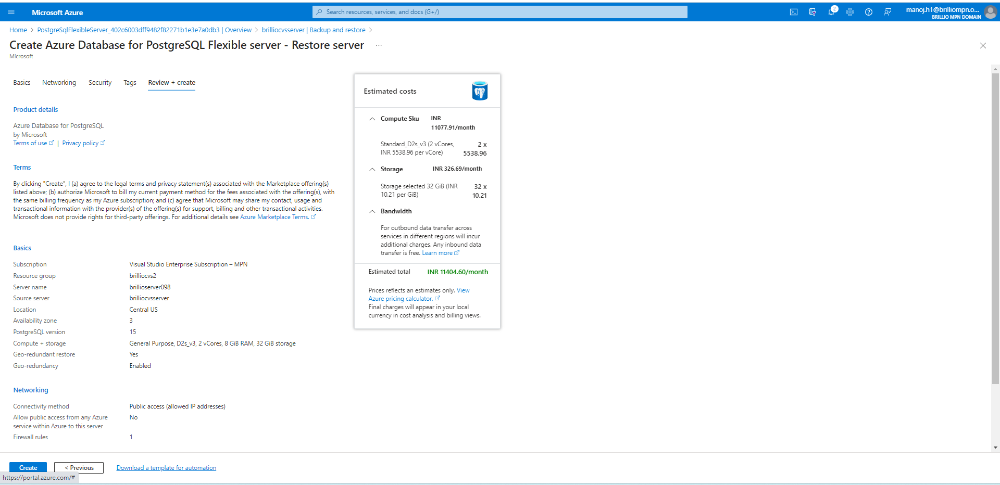 Microsoft Azure
Search resources, services, and docs (G+/)
2
manoj.h1@brilliompn.o...
BRILLIO MPN DOMAIN
Home > PostgreSqlFlexibleServer_402c6003dff9482f82271b1e3e7a0db3 | Overview > brilliocvsserver | Backup and restore >
Create Azure Database for PostgreSQL Flexible server - Restore server ...
Microsoft
Basics Networking Security Tags Review + create
Product details
Azure Database for PostgreSQL
by Microsoft
Terms of use | Privacy policy
Terms
By clicking "Create", I (a) agree to the legal terms and privacy statement(s) associated with the Marketplace offering(s)
listed above; (b) authorize Microsoft to bill my current payment method for the fees associated with the offering(s), with
the same billing frequency as my Azure subscription; and (c) agree that Microsoft may share my contact, usage and
transactional information with the provider(s) of the offering(s) for support, billing and other transactional activities.
Microsoft does not provide rights for third-party offerings. For additional details see Azure Marketplace Terms.
Basics
Subscription Visual Studio Enterprise Subscription – MPN
Resource group brilliocvs2
Server name brillioserver098
Source server brilliocvsserver
Location Central US
Availability zone 3
PostgreSQL version 15
Compute + storage General Purpose, D2s_v3, 2 vCores, 8 GiB RAM, 32 GiB storage
Geo-redundant restore Yes
Geo-redundancy Enabled
Networking
Connectivity method Public access (allowed IP addresses)
Allow public access from any Azure No
service within Azure to this server
Firewall rules 1
Estimated costs
Compute Sku INR
11077.91/month
Standard_D2s_v3 (2 vCores, 2 x
INR 5538.96 per vCore) 5538.96
Storage INR 326.69/month
Storage selected 32 GiB (INR 32 x
10.21 per GiB) 10.21
Bandwidth
For outbound data transfer across
services in different regions will incur
additional charges. Any inbound data
transfer is free. Learn more
Estimated total INR 11404.60/month
Prices reflects an estimates only. View
Azure pricing calculator.
Final charges will appear in your local
currency in cost analysis and billing views.
Create < Previous Download a template for automation
https://portal.azure.com/#